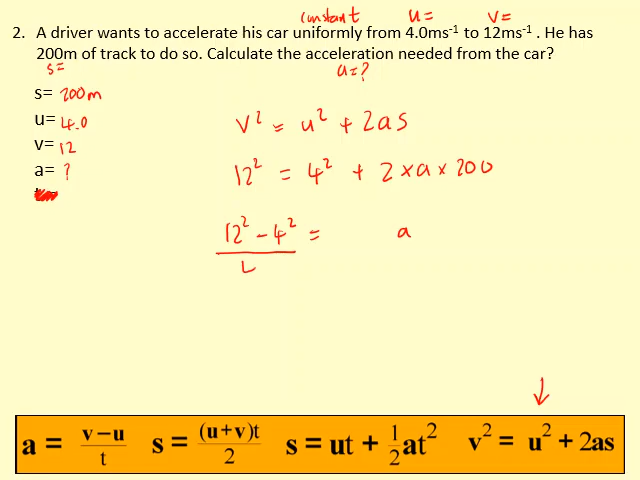 constant u= v=
2. A driver wants to accelerate his car uniformly from 4.0ms⁻¹ to 12ms⁻¹ . He has
200m of track to do so. Calculate the acceleration needed from the car?
s= a=?
s= 200m
u= 4.0
v= 12
a= ?
v² = u² + 2as
12² = 4² + 2 × a × 200
12² - 4² = a
a = v−u / t s = (u+v)t / 2 s = ut + 1/2 at² v² = u² + 2as